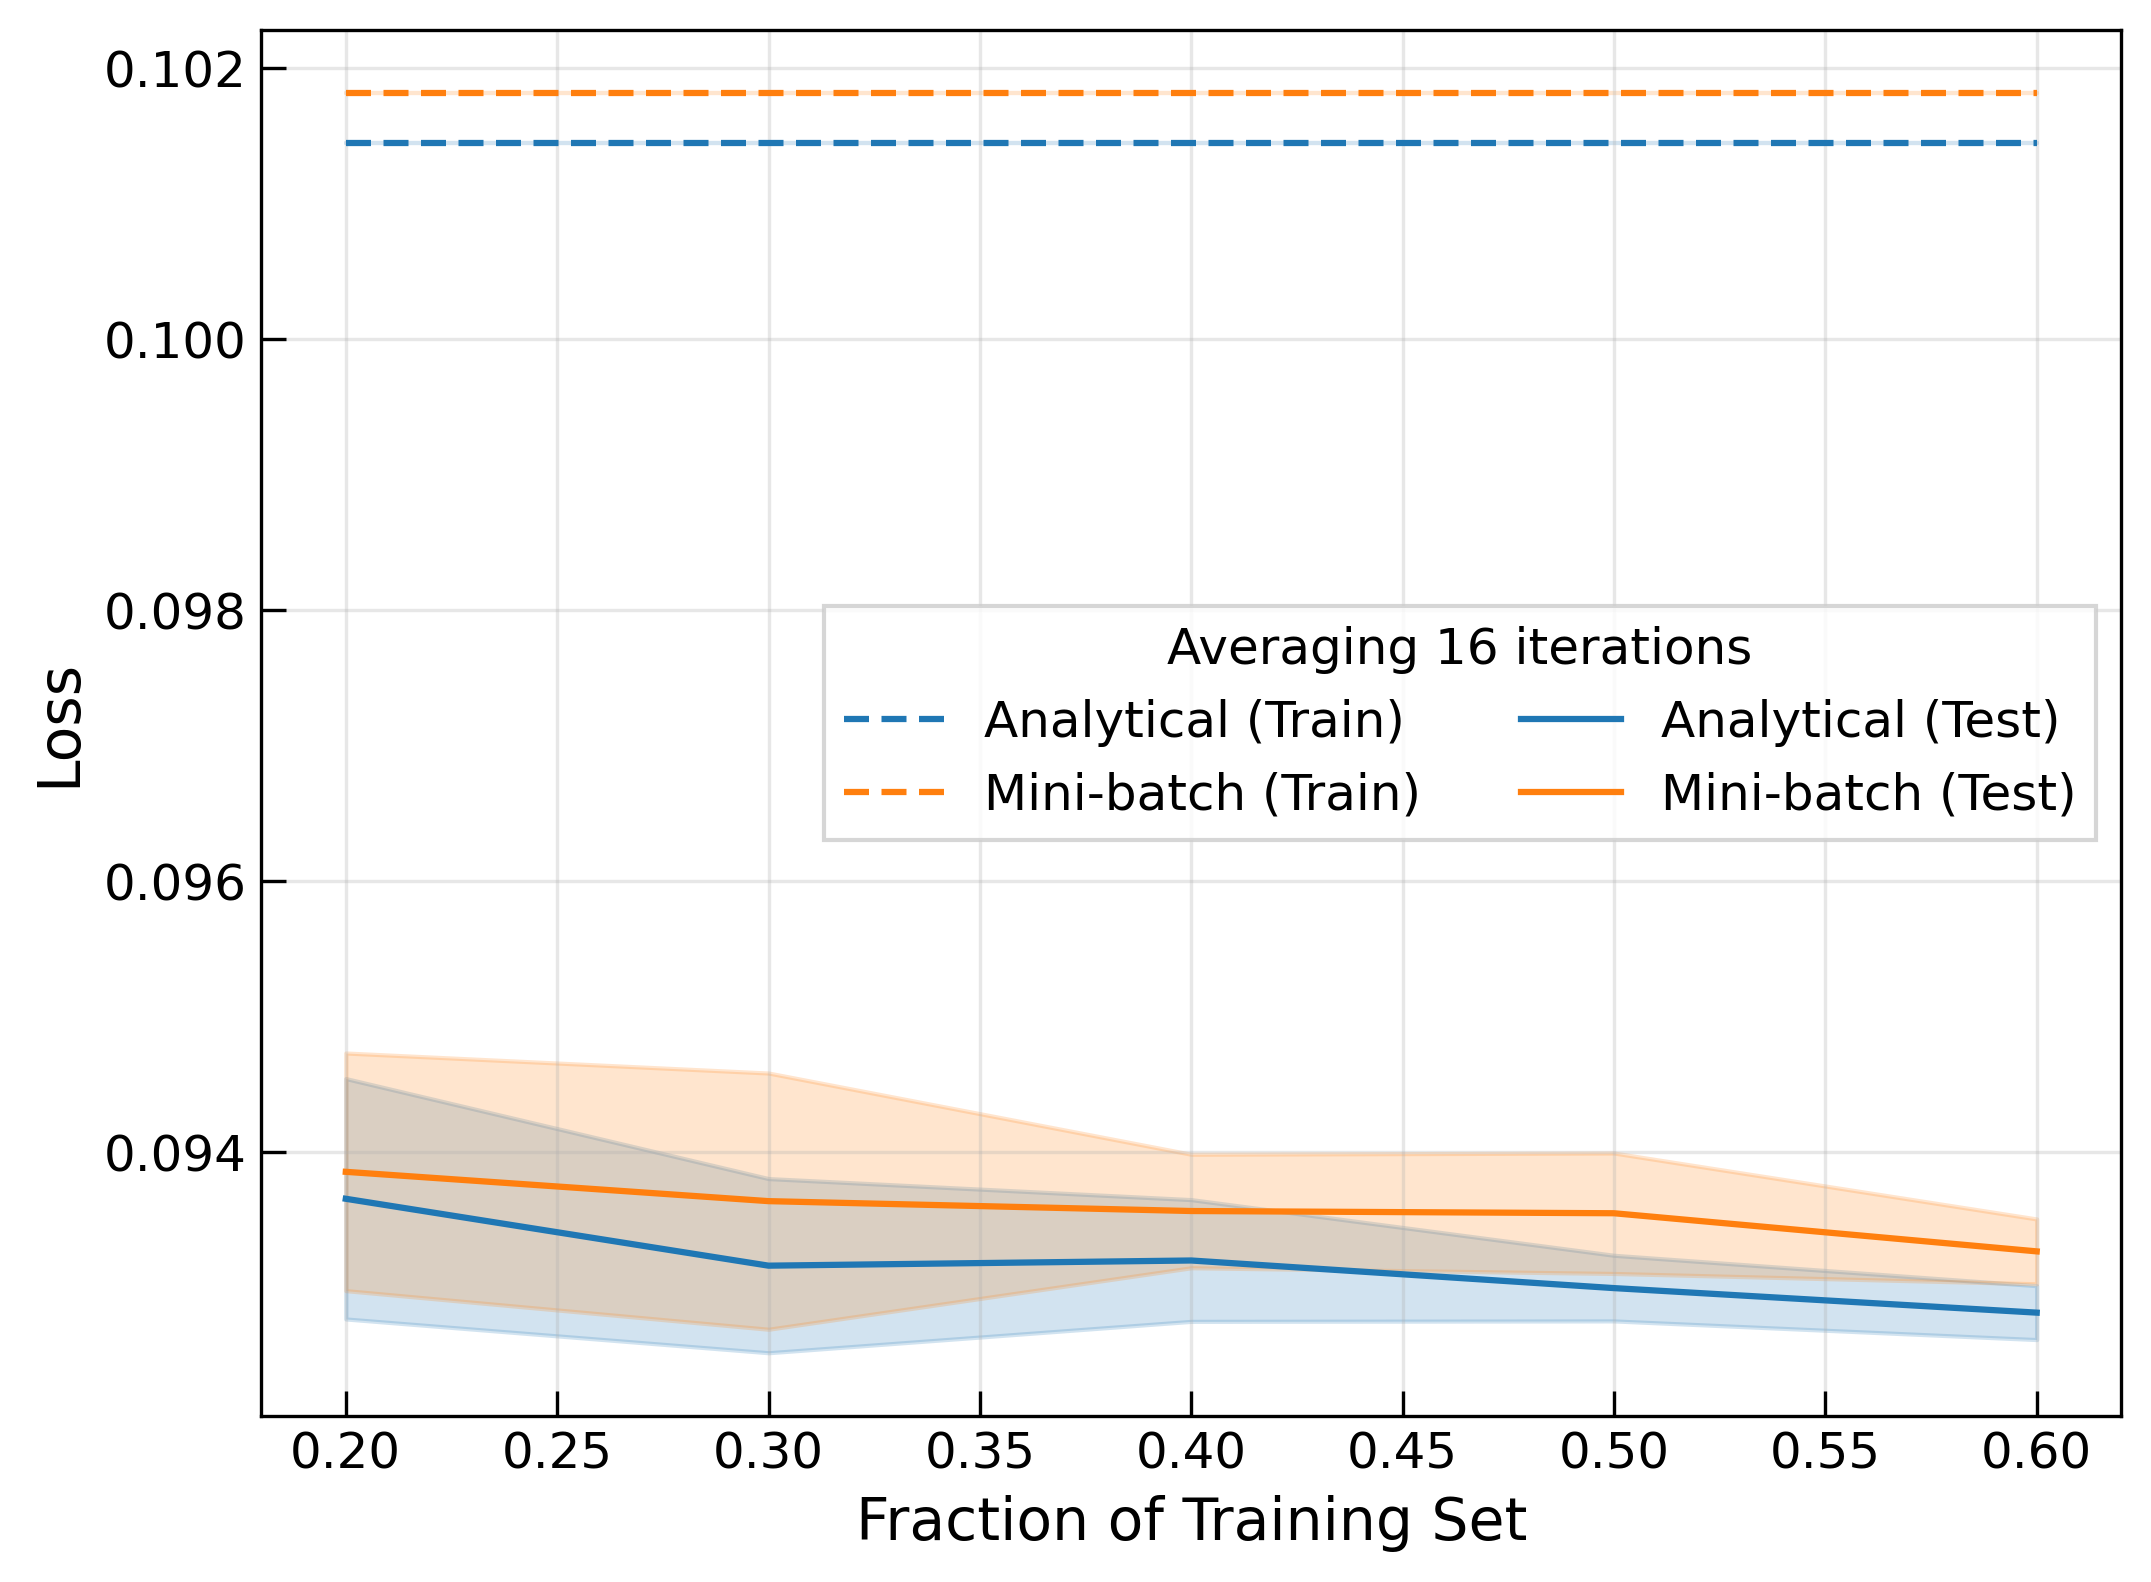 0.102
0.100
0.098
0.096
0.094
Loss
Averaging 16 iterations
Analytical (Train)
Mini-batch (Train)
Analytical (Test)
Mini-batch (Test)
0.20 0.25 0.30 0.35 0.40 0.45 0.50 0.55 0.60
Fraction of Training Set